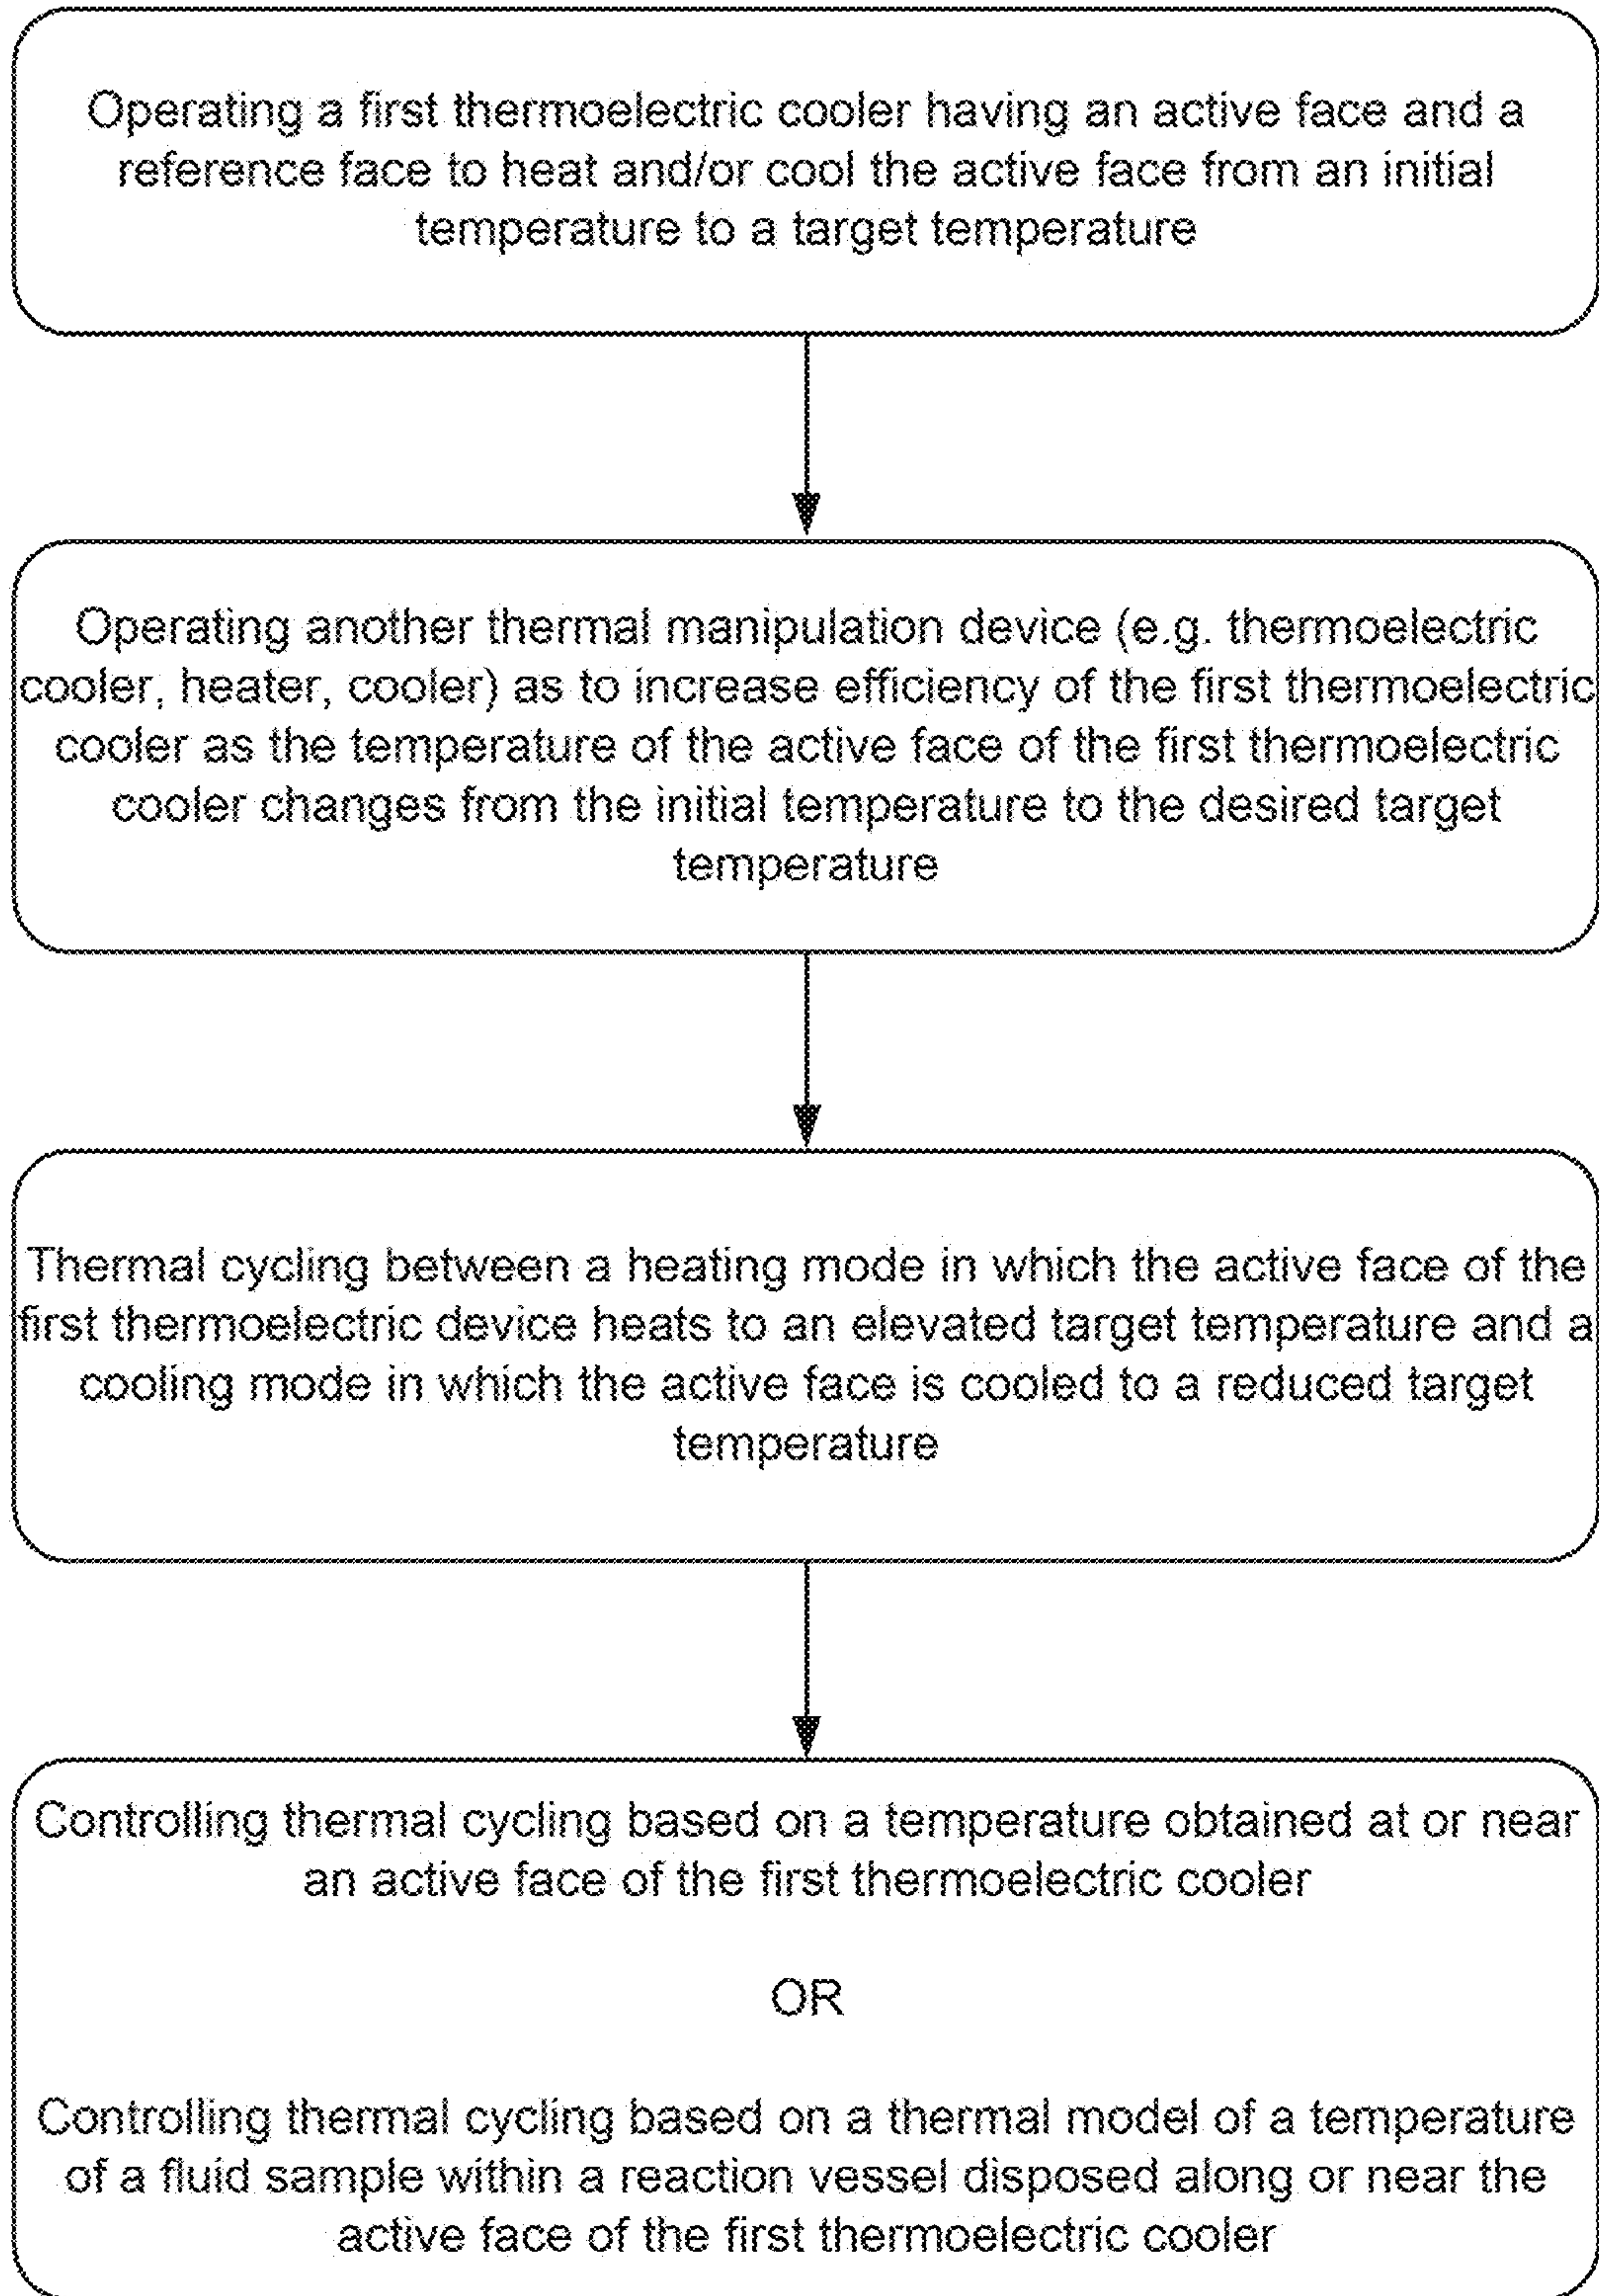 Operating a first thermoelectric cooler having an active face and a
reference face to heat and/or cool the active face from an initial
temperature to a target temperature
Operating another thermal manipulation device (e.g. thermoelectric
cooler, heater, cooler) as to increase efficiency of the first thermoelectric
cooler as the temperature of the active face of the first thermoelectric
cooler changes from the initial temperature to the desired target
temperature
Thermal cycling between a heating mode in which the active face of the
first thermoelectric device heats to an elevated target temperature and a
cooling mode in which the active face is cooled to a reduced target
temperature
Controlling thermal cycling based on a temperature obtained at or near
an active face of the first thermoelectric cooler
OR
Controlling thermal cycling based on a thermal model of a temperature
of a fluid sample within a reaction vessel disposed along or near the
active face of the first thermoelectric cooler